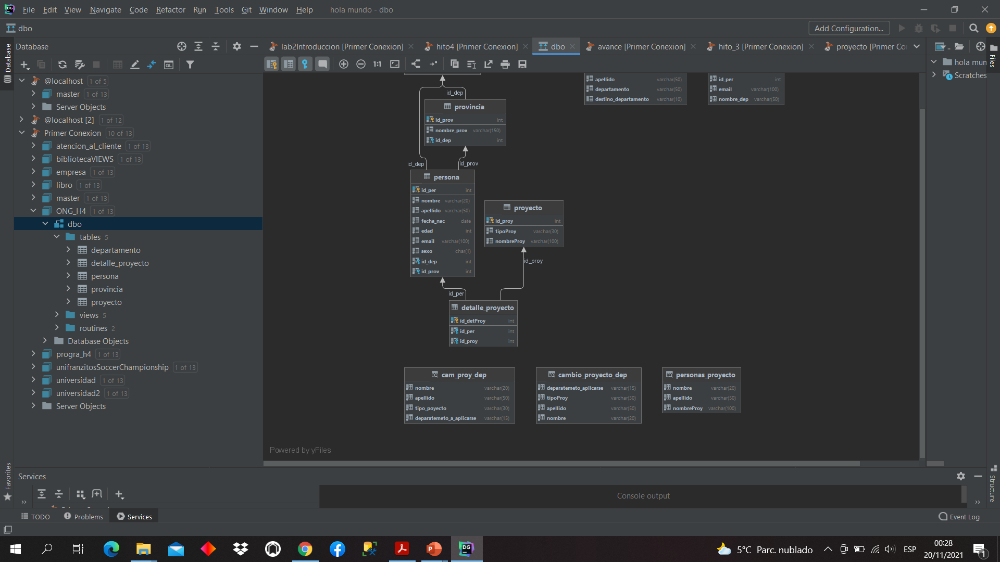 DG File Edit View Navigate Code Refactor Run Tools Git Window Help hola mundo - dbo
dbo
Add Configuration...
Database
Database
lab2Introduccion [Primer Conexion]
hito4 [Primer Conexion]
dbo
avance [Primer Conexion]
hito_3 [Primer Conexion]
proyecto [Primer Co
..
QL
1:1
Files
hola mun
Scratches
@localhost 1 of 5
master 1 of 13
Server Objects
@localhost [2] 1 of 12
Primer Conexion 10 of 13
atencion_al_cliente 1 of 13
bibliotecaVIEWS 1 of 13
empresa 1 of 13
libro 1 of 13
master 1 of 13
ONG_H4 1 of 13
dbo
tables 5
departamento
detalle_proyecto
persona
provincia
proyecto
views 5
routines 2
Database Objects
progra_h4 1 of 13
unifranzitosSoccerChampionship 1 of 13
universidad 1 of 13
universidad2 1 of 13
Server Objects
apellido varchar(50)
departamento varchar(50)
destino_departamento varchar(10)
id_per int
email varchar(100)
nombre_dep varchar(50)
id_dep
provincia
id_prov int
nombre_prov varchar(150)
id_dep int
id_dep
id_prov
persona
id_per int
nombre varchar(20)
apellido varchar(50)
fecha_nac date
edad int
email varchar(100)
sexo char(1)
id_dep int
id_prov int
proyecto
id_proy int
tipoProy varchar(30)
nombreProy varchar(100)
id_proy
id_per
detalle_proyecto
id_detProy int
id_per int
id_proy int
cam_proy_dep
nombre varchar(20)
apellido varchar(50)
tipo_poyecto varchar(30)
deparatemeto_a_aplicarse varchar(15)
cambio_proyecto_dep
deparatemeto_aplicarse varchar(15)
tipoProy varchar(30)
apellido varchar(50)
nombre varchar(20)
personas_proyecto
nombre varchar(20)
apellido varchar(50)
nombreProy varchar(100)
Powered by yFiles
Favorites
Services
Structure
Console output
TODO
Problems
Services
Event Log
DG
5°C Parc. nublado
ESP
00:28
20/11/2021
1